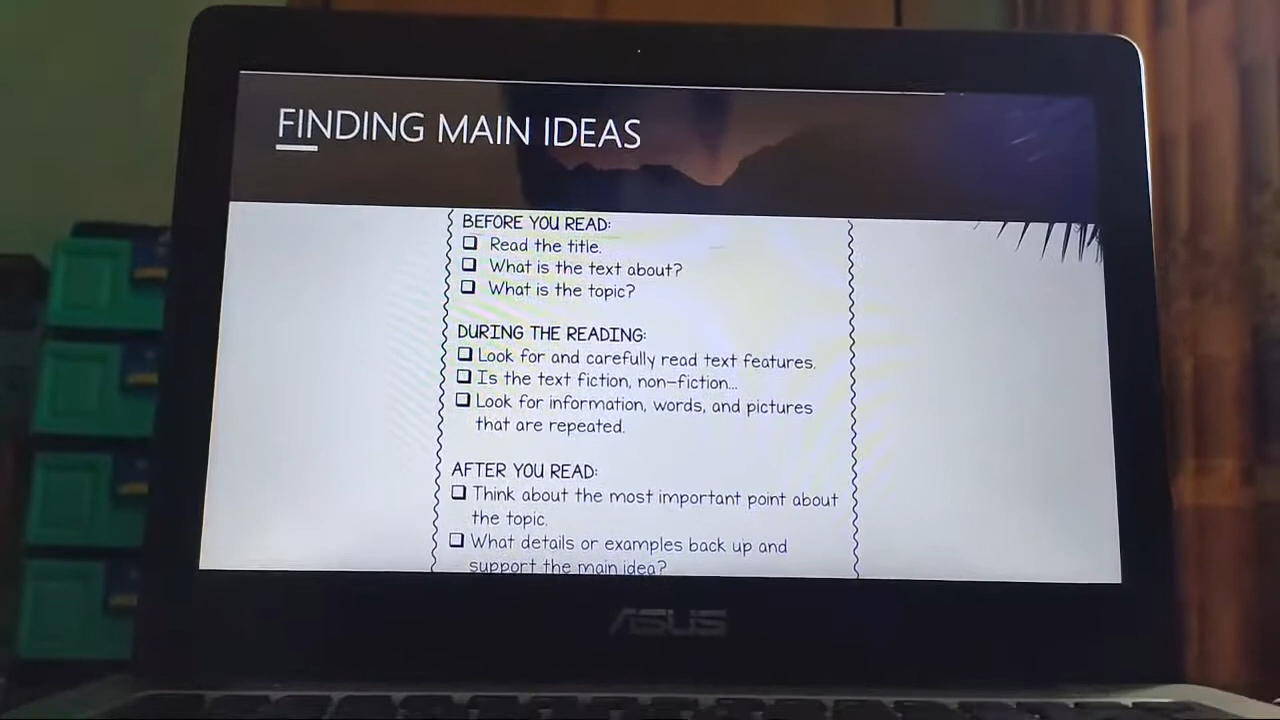 FINDING MAIN IDEAS
BEFORE YOU READ:
Read the title.
What is the text about?
What is the topic?
DURING THE READING:
Look for and carefully read text features.
Is the text fiction, non-fiction...
Look for information, words, and pictures
that are repeated.
AFTER YOU READ:
Think about the most important point about
the topic.
What details or examples back up and
support the main idea?
ASUS